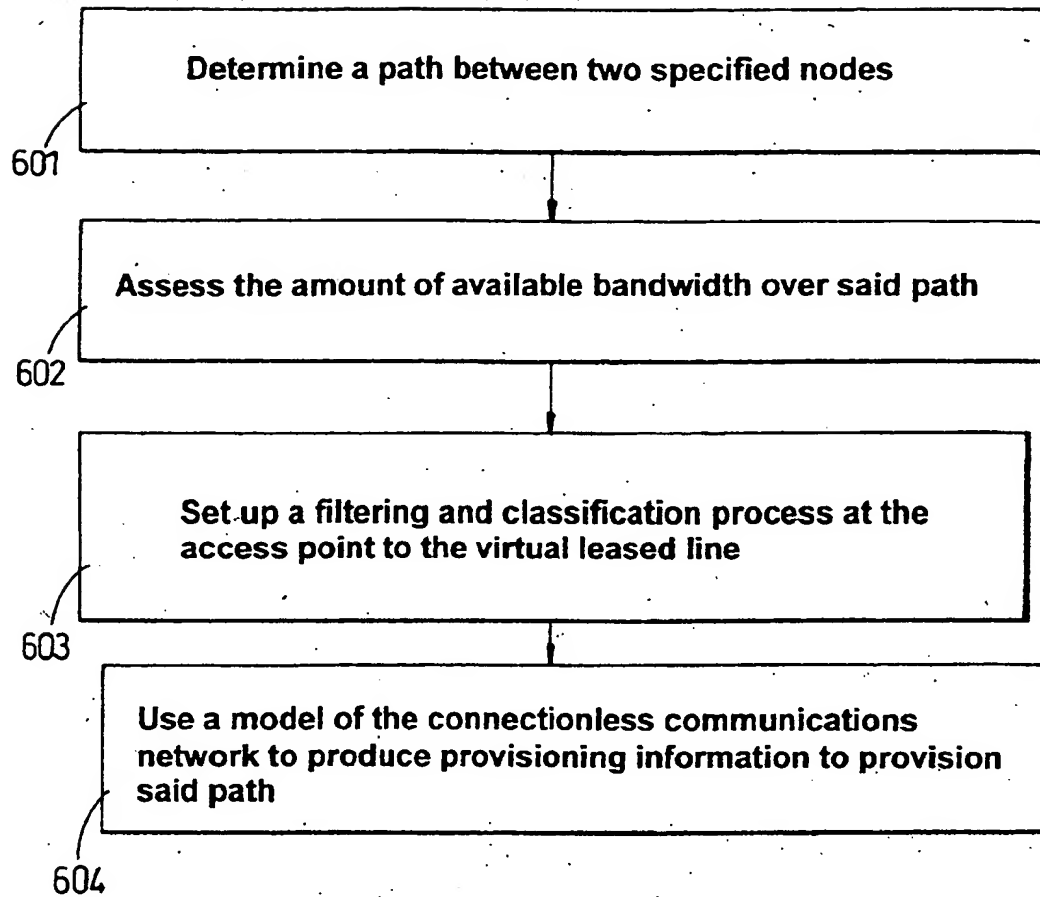 Determine a path between two specified nodes
601
Assess the amount of available bandwidth over said path
602
Set up a filtering and classification process at the
access point to the virtual leased line
603
Use a model of the connectionless communications
network to produce provisioning information to provision
said path
604